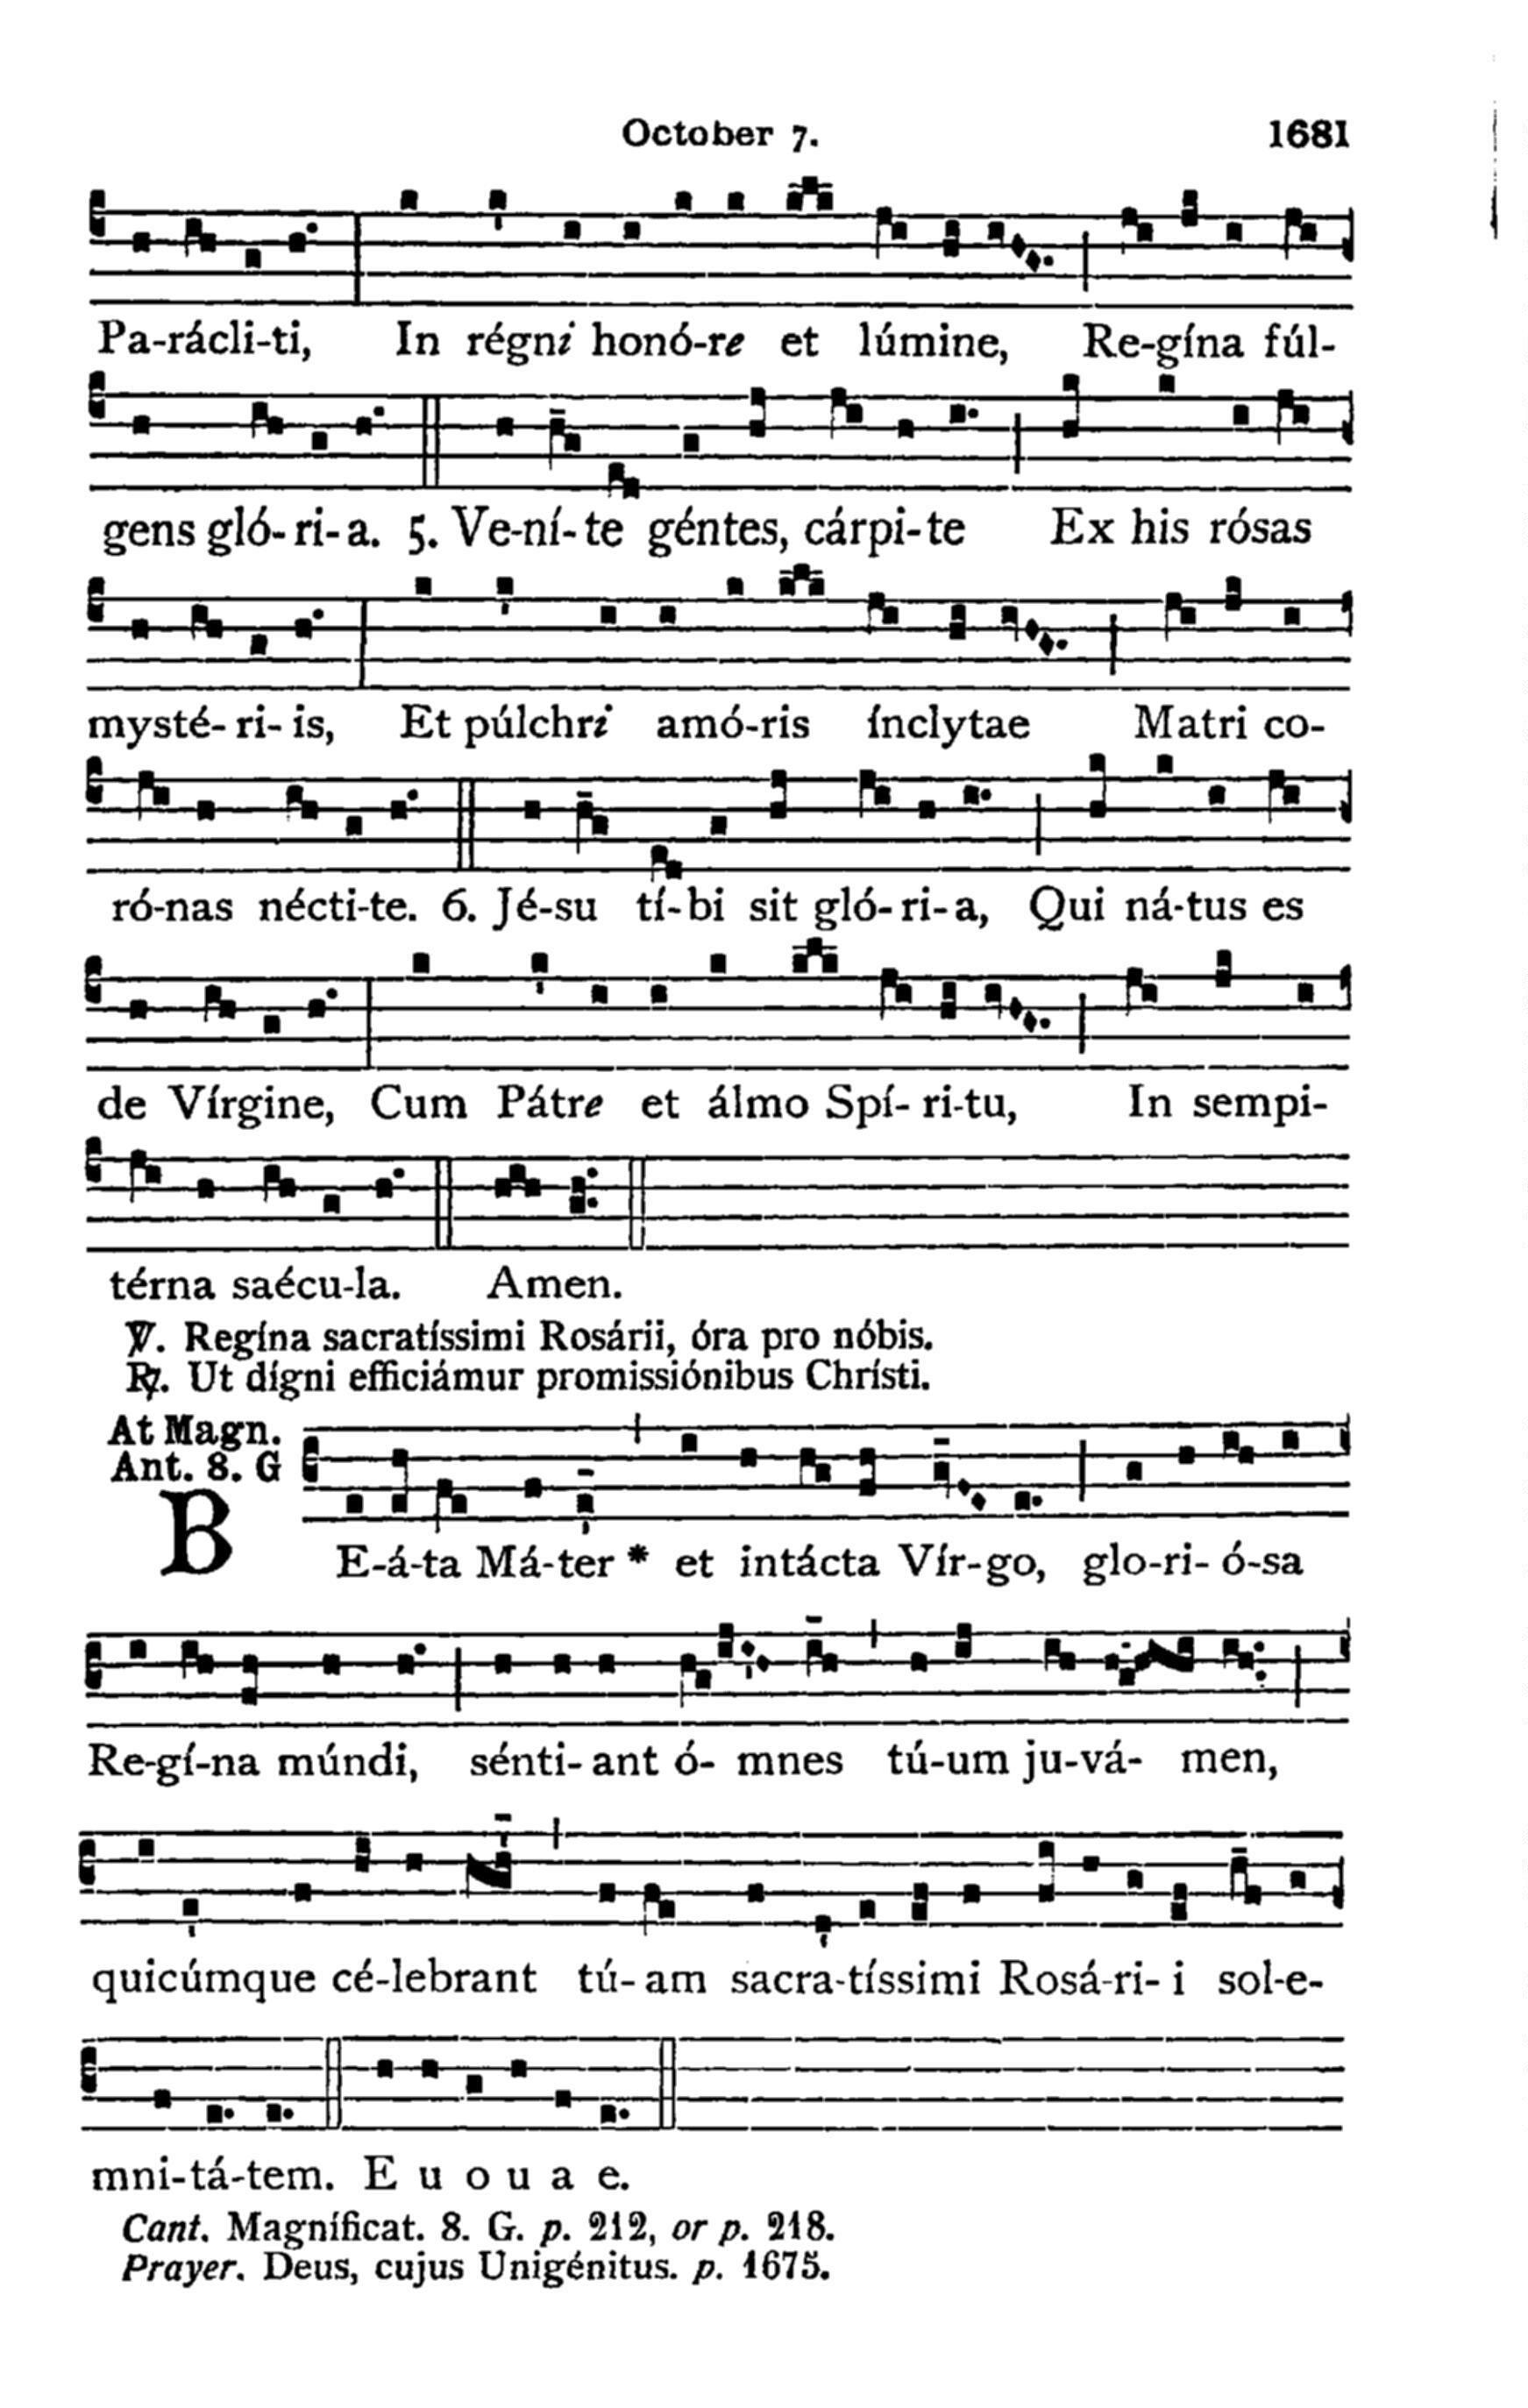 October 7. 1681
Pa-rácli-ti, In régni honó-re et lúmine, Re-gína fúl-
gens gló-ri-a. 5. Ve-ní-te géntes, cárpi-te Ex his rósas
mysté-ri-is, Et púlchri amó-ris ínclytae Matri co-
ró-nas nécti-te. 6. Jé-su tí-bi sit gló-ri-a, Qui ná-tus es
de Vírgine, Cum Pátre et álmo Spí-ri-tu, In sempi-
térna saécu-la. Amen.
℣. Regína sacratíssimi Rosárii, óra pro nóbis.
℟. Ut dígni efficiámur promissiónibus Chrísti.
At Magn.
Ant. 8. G
BE-á-ta Má-ter * et intácta Vír-go, glo-ri-ó-sa
Re-gí-na múndi, sénti-ant ó-mnes tú-um ju-vá-men,
quicúmque cé-lebrant tú-am sacra-tíssimi Rosá-ri-i sol-e-
mni-tá-tem. E u o u a e.
Cant. Magníficat. 8. G. p. 212, or p. 218.
Prayer. Deus, cujus Unigénitus. p. 1675.